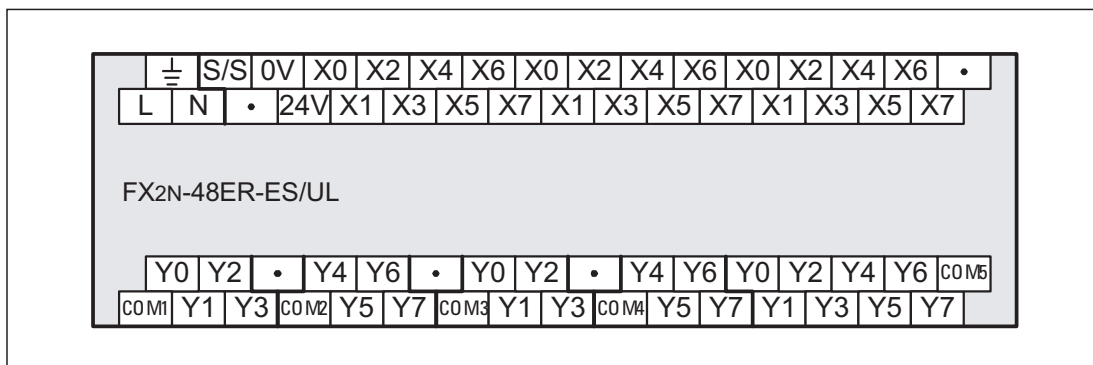 S/S 0V X0 X2 X4 X6 X0 X2 X4 X6 X0 X2 X4 X6 •
L N • 24V X1 X3 X5 X7 X1 X3 X5 X7 X1 X3 X5 X7
FX2N-48ER-ES/UL
Y0 Y2 • Y4 Y6 • Y0 Y2 • Y4 Y6 Y0 Y2 Y4 Y6 COM5
COM1 Y1 Y3 COM2 Y5 Y7 COM3 Y1 Y3 COM4 Y5 Y7 Y1 Y3 Y5 Y7